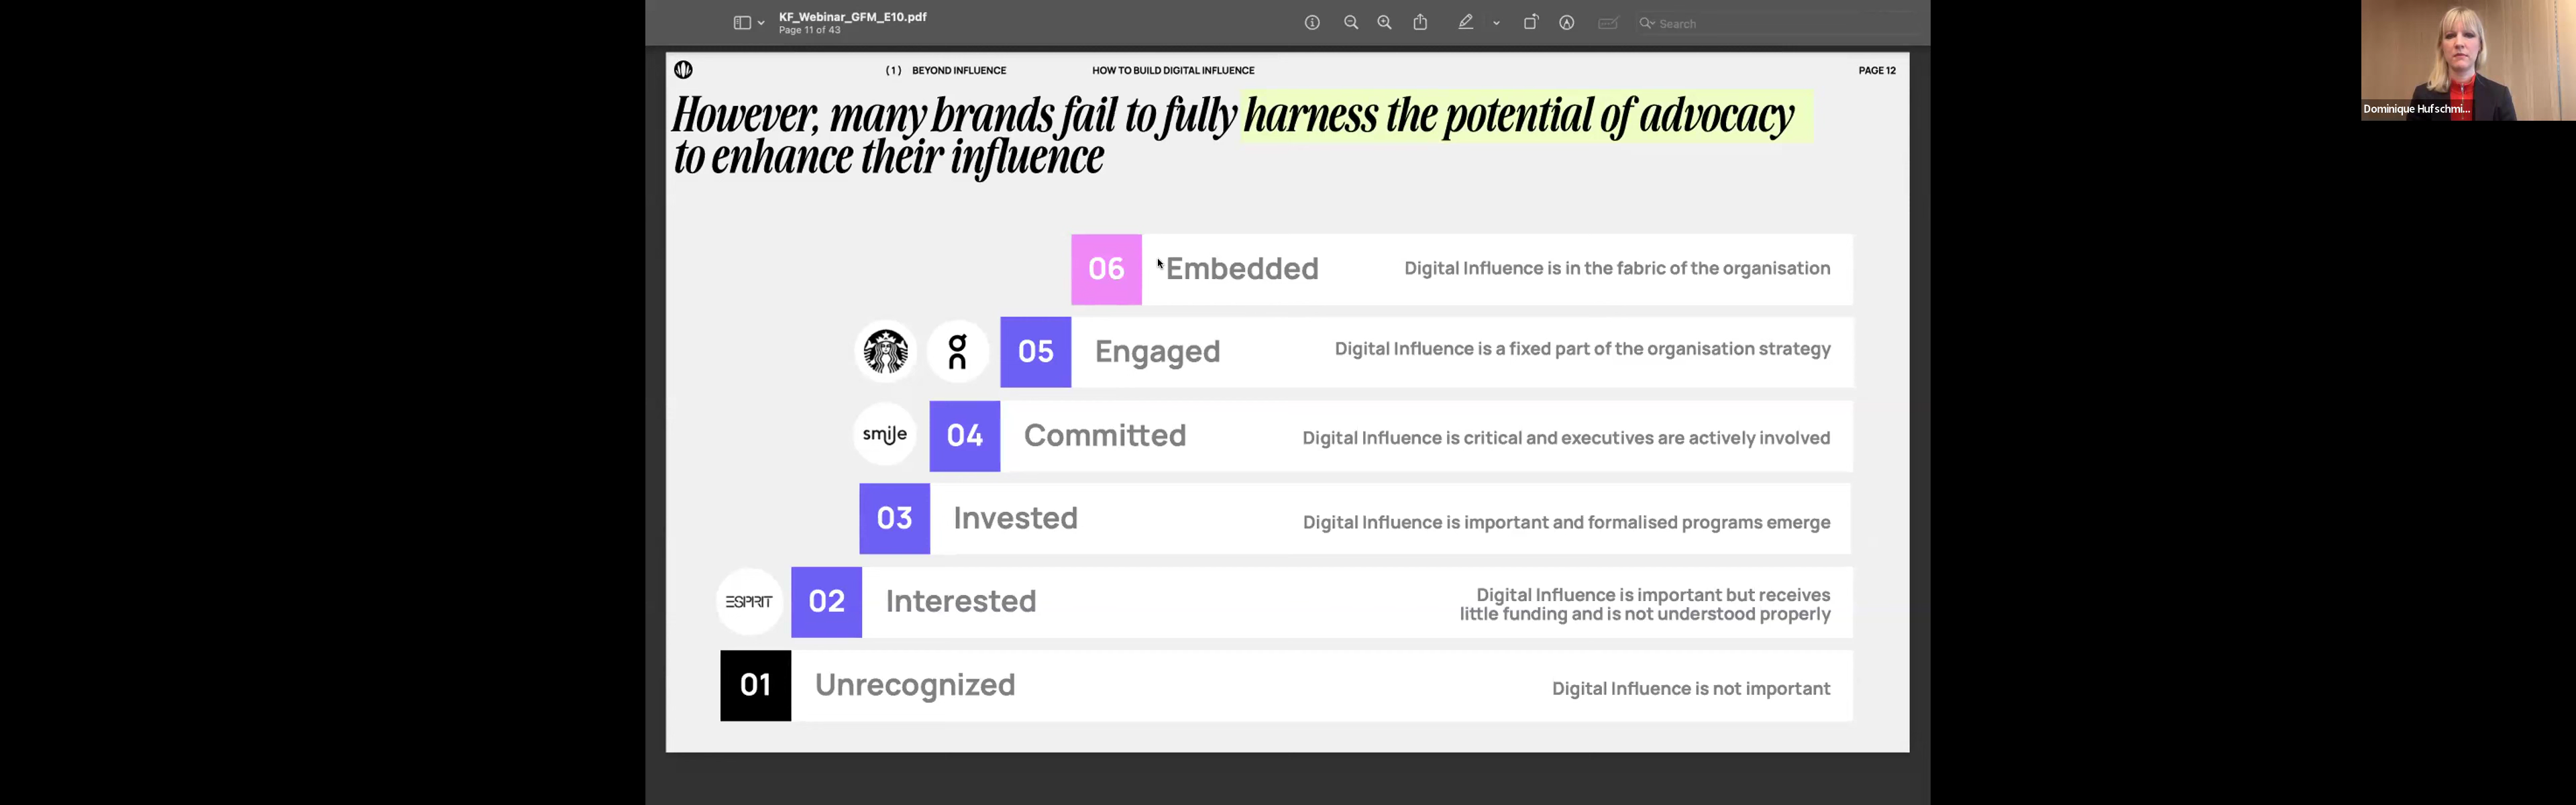 KF_Webinar_GFM_E10.pdf
Page 11 of 43
Search
Dominique Hufschmi...
(1) BEYOND INFLUENCE
HOW TO BUILD DIGITAL INFLUENCE
PAGE 12
However, many brands fail to fully harness the potential of advocacy
to enhance their influence
06 Embedded
Digital Influence is in the fabric of the organisation
on
05 Engaged
Digital Influence is a fixed part of the organisation strategy
smile
04 Committed
Digital Influence is critical and executives are actively involved
03 Invested
Digital Influence is important and formalised programs emerge
ESPRIT
02 Interested
Digital Influence is important but receives
little funding and is not understood properly
01 Unrecognized
Digital Influence is not important